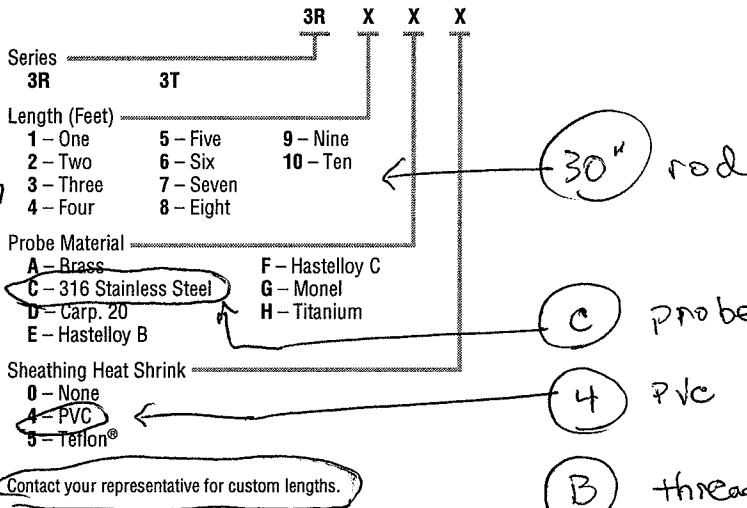 3R X X X
Series
3R 3T
Length (Feet)
1 – One 5 – Five 9 – Nine
2 – Two 6 – Six 10 – Ten
3 – Three 7 – Seven
4 – Four 8 – Eight
30" rod
Probe Material
A – Brass F – Hastelloy C
C – 316 Stainless Steel G – Monel
D – Carp. 20 H – Titanium
E – Hastelloy B
C probe
Sheathing Heat Shrink
0 – None
4 – PVC
5 – Teflon®
4 PVC
Contact your representative for custom lengths.
B threa